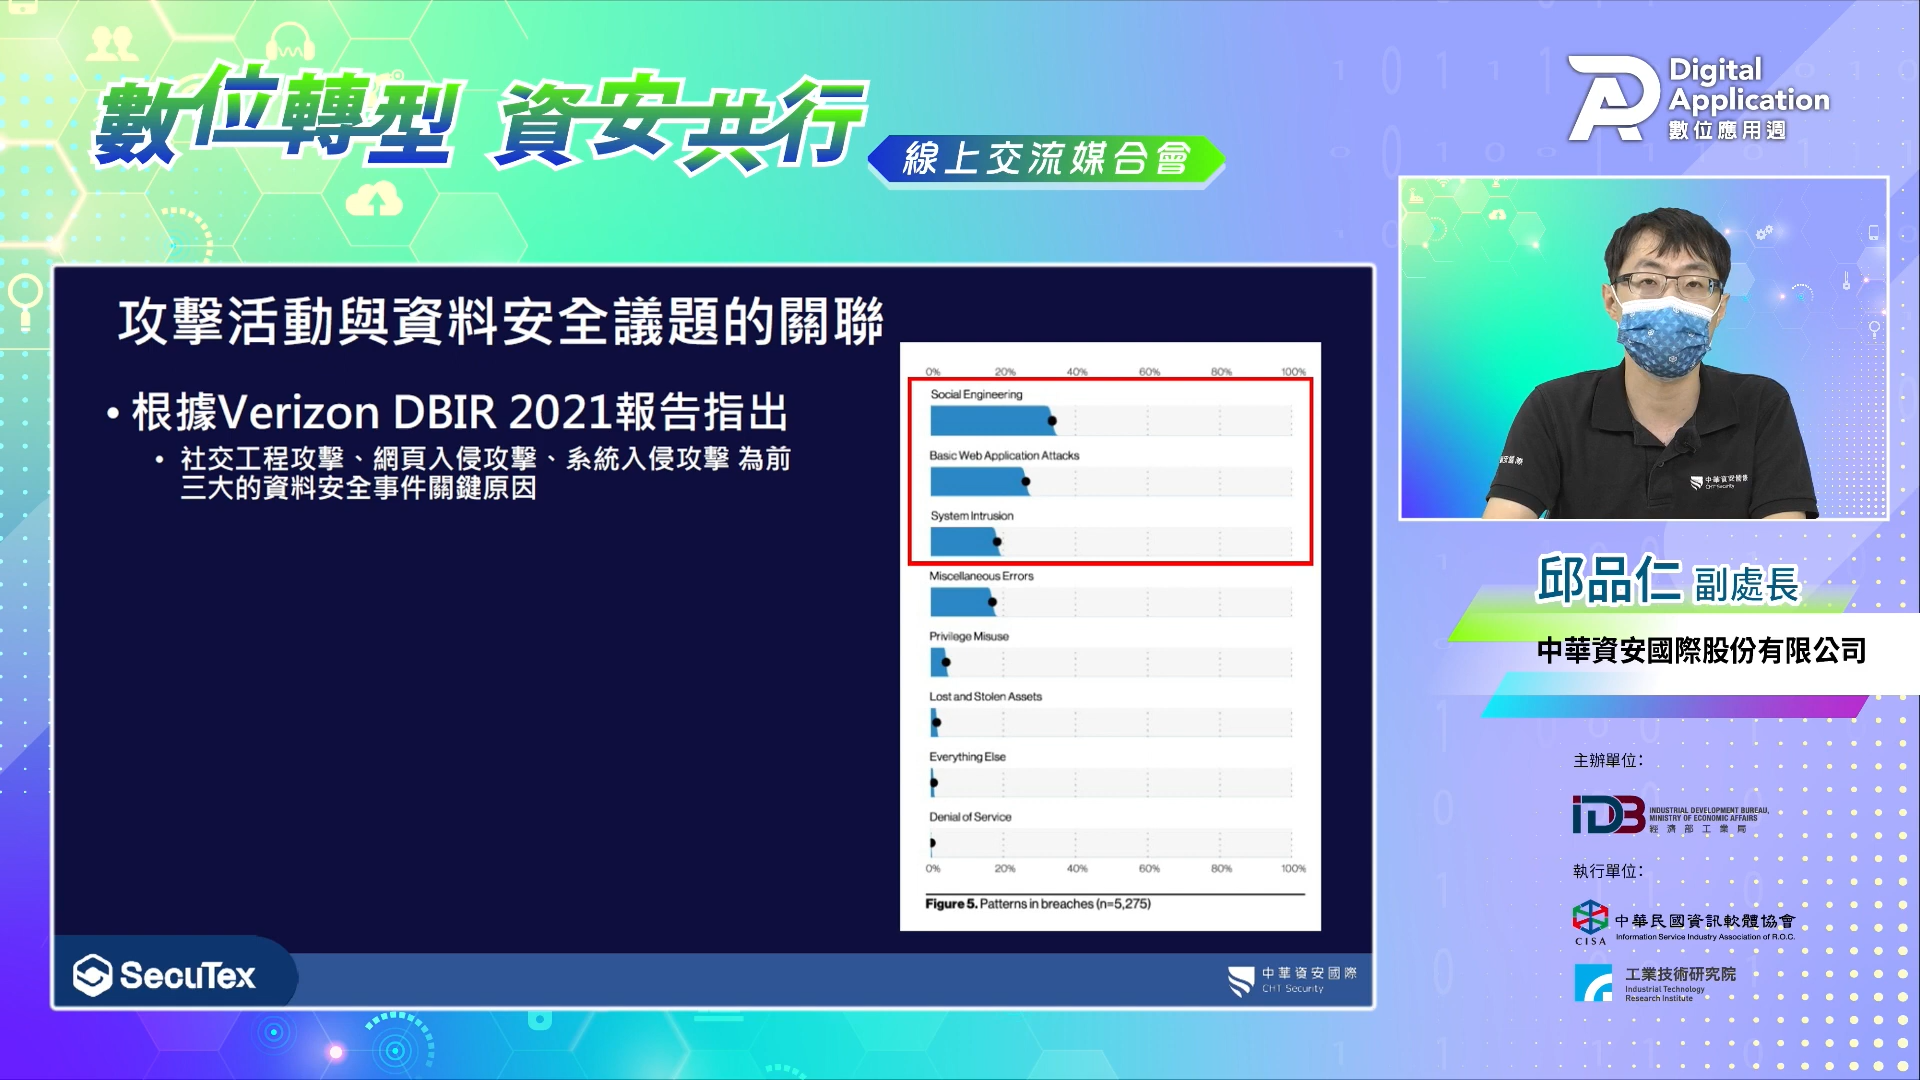 數位轉型 資安共行
線上交流媒合會
Digital
Application
數位應用週
攻擊活動與資料安全議題的關聯
• 根據Verizon DBIR 2021報告指出
• 社交工程攻擊、網頁入侵攻擊、系統入侵攻擊 為前
三大的資料安全事件關鍵原因
0% 20% 40% 60% 80% 100%
Social Engineering
Basic Web Application Attacks
System Intrusion
Miscellaneous Errors
Privilege Misuse
Lost and Stolen Assets
Everything Else
Denial of Service
0% 20% 40% 60% 80% 100%
Figure 5. Patterns in breaches (n=5,275)
SecuTex
中華資安國際
CHT Security
中華資安國際
CHT Security
邱品仁 副處長
中華資安國際股份有限公司
主辦單位：
IDB
INDUSTRIAL DEVELOPMENT BUREAU,
MINISTRY OF ECONOMIC AFFAIRS
經濟部工業局
執行單位：
CISA
中華民國資訊軟體協會
Information Service Industry Association of R.O.C.
工業技術研究院
Industrial Technology
Research Institute